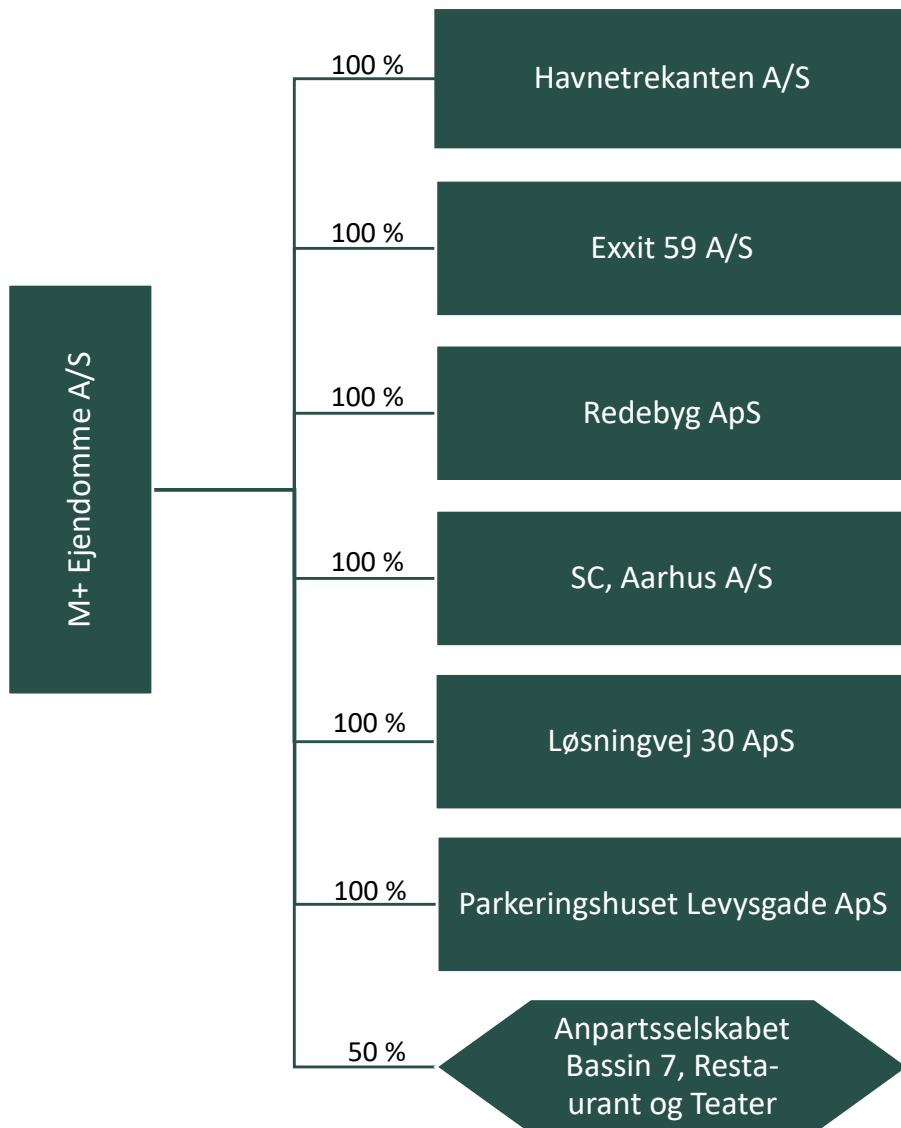 100 %
Havnetrekanten A/S
100 %
Exxit 59 A/S
M+ Ejendomme A/S
100 %
Redebyg ApS
100 %
SC, Aarhus A/S
100 %
Løsningvej 30 ApS
100 %
Parkeringshuset Levysgade ApS
50 %
Anpartsselskabet
Bassin 7, Resta-
urant og Teater